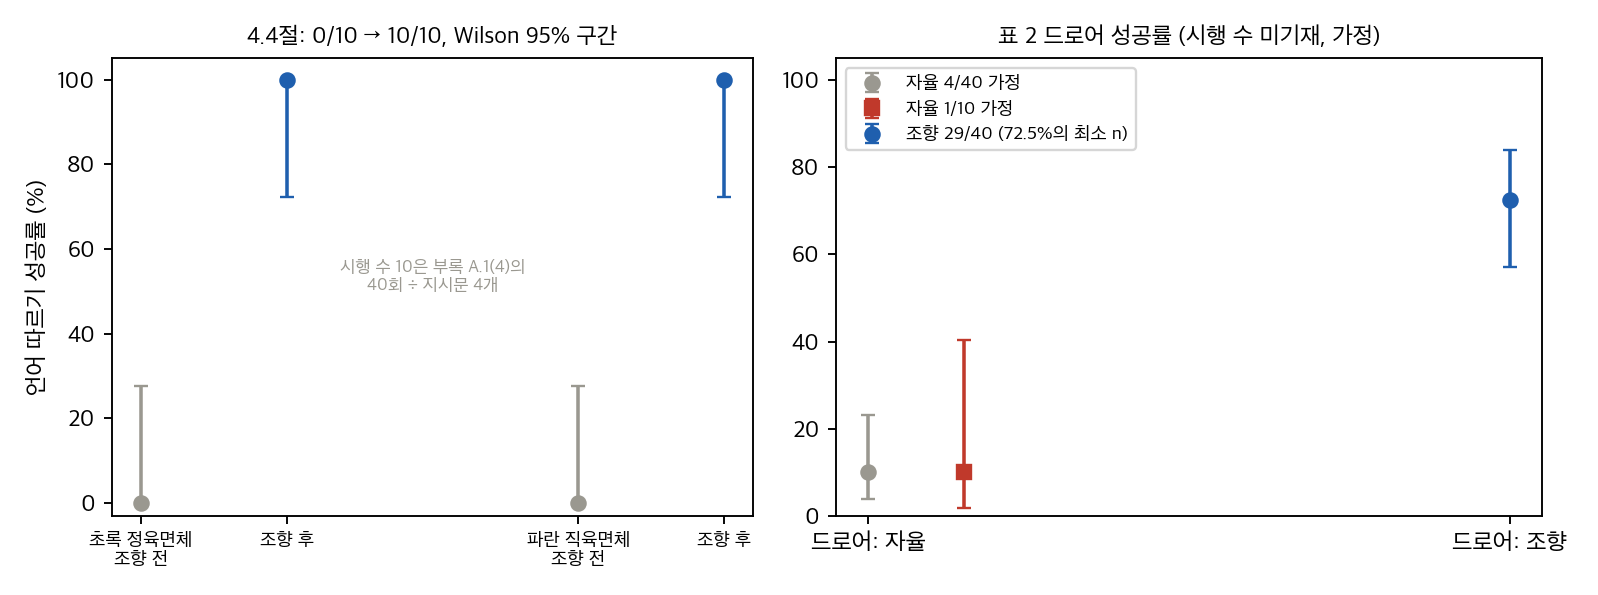 4.4절: 0/10 → 10/10, Wilson 95% 구간
언어 따르기 성공률 (%)
100
80
60
40
20
0
시행 수 10은 부록 A.1(4)의
40회 ÷ 지시문 4개
초록 정육면체
조향 전
조향 후
파란 직육면체
조향 전
조향 후
표 2 드로어 성공률 (시행 수 미기재, 가정)
자율 4/40 가정
자율 1/10 가정
조향 29/40 (72.5%의 최소 n)
100
80
60
40
20
0
드로어: 자율
드로어: 조향